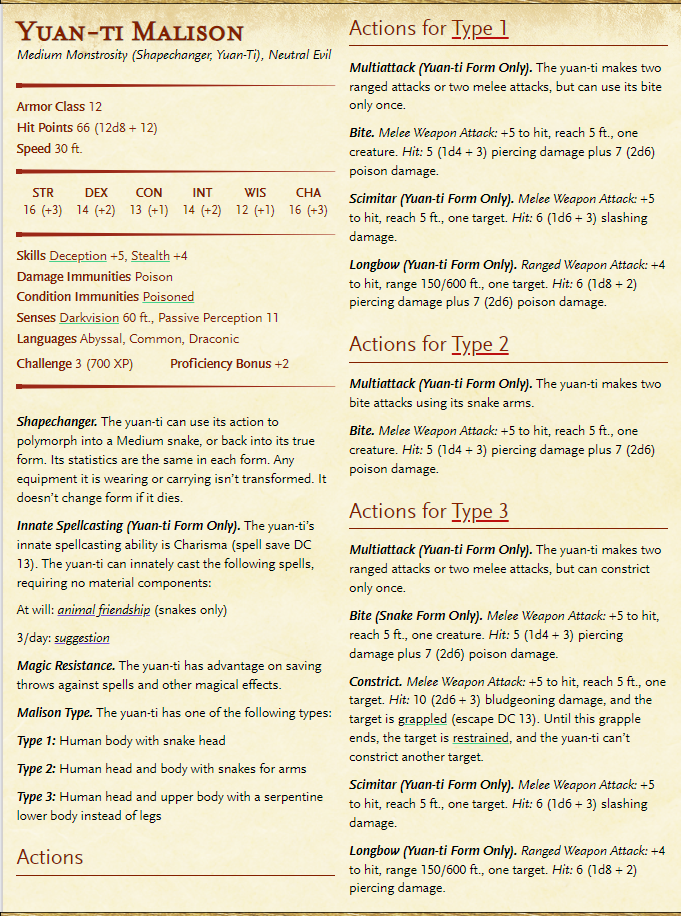 Yuan-ti Malison
Medium Monstrosity (Shapechanger, Yuan-Ti), Neutral Evil
Armor Class 12
Hit Points 66 (12d8 + 12)
Speed 30 ft.
STR DEX CON INT WIS CHA
16 (+3) 14 (+2) 13 (+1) 14 (+2) 12 (+1) 16 (+3)
Skills Deception +5, Stealth +4
Damage Immunities Poison
Condition Immunities Poisoned
Senses Darkvision 60 ft., Passive Perception 11
Languages Abyssal, Common, Draconic
Challenge 3 (700 XP) Proficiency Bonus +2
Shapechanger. The yuan-ti can use its action to
polymorph into a Medium snake, or back into its true
form. Its statistics are the same in each form. Any
equipment it is wearing or carrying isn't transformed. It
doesn't change form if it dies.
Innate Spellcasting (Yuan-ti Form Only). The yuan-ti's
innate spellcasting ability is Charisma (spell save DC
13). The yuan-ti can innately cast the following spells,
requiring no material components:
At will: animal friendship (snakes only)
3/day: suggestion
Magic Resistance. The yuan-ti has advantage on saving
throws against spells and other magical effects.
Malison Type. The yuan-ti has one of the following types:
Type 1: Human body with snake head
Type 2: Human head and body with snakes for arms
Type 3: Human head and upper body with a serpentine
lower body instead of legs
Actions
Actions for Type 1
Multiattack (Yuan-ti Form Only). The yuan-ti makes two
ranged attacks or two melee attacks, but can use its bite
only once.
Bite. Melee Weapon Attack: +5 to hit, reach 5 ft., one
creature. Hit: 5 (1d4 + 3) piercing damage plus 7 (2d6)
poison damage.
Scimitar (Yuan-ti Form Only). Melee Weapon Attack: +5
to hit, reach 5 ft., one target. Hit: 6 (1d6 + 3) slashing
damage.
Longbow (Yuan-ti Form Only). Ranged Weapon Attack: +4
to hit, range 150/600 ft., one target. Hit: 6 (1d8 + 2)
piercing damage plus 7 (2d6) poison damage.
Actions for Type 2
Multiattack (Yuan-ti Form Only). The yuan-ti makes two
bite attacks using its snake arms.
Bite. Melee Weapon Attack: +5 to hit, reach 5 ft., one
creature. Hit: 5 (1d4 + 3) piercing damage plus 7 (2d6)
poison damage.
Actions for Type 3
Multiattack (Yuan-ti Form Only). The yuan-ti makes two
ranged attacks or two melee attacks, but can constrict
only once.
Bite (Snake Form Only). Melee Weapon Attack: +5 to hit,
reach 5 ft., one creature. Hit: 5 (1d4 + 3) piercing
damage plus 7 (2d6) poison damage.
Constrict. Melee Weapon Attack: +5 to hit, reach 5 ft., one
target. Hit: 10 (2d6 + 3) bludgeoning damage, and the
target is grappled (escape DC 13). Until this grapple
ends, the target is restrained, and the yuan-ti can't
constrict another target.
Scimitar (Yuan-ti Form Only). Melee Weapon Attack: +5
to hit, reach 5 ft., one target. Hit: 6 (1d6 + 3) slashing
damage.
Longbow (Yuan-ti Form Only). Ranged Weapon Attack: +4
to hit, range 150/600 ft., one target. Hit: 6 (1d8 + 2)
piercing damage.